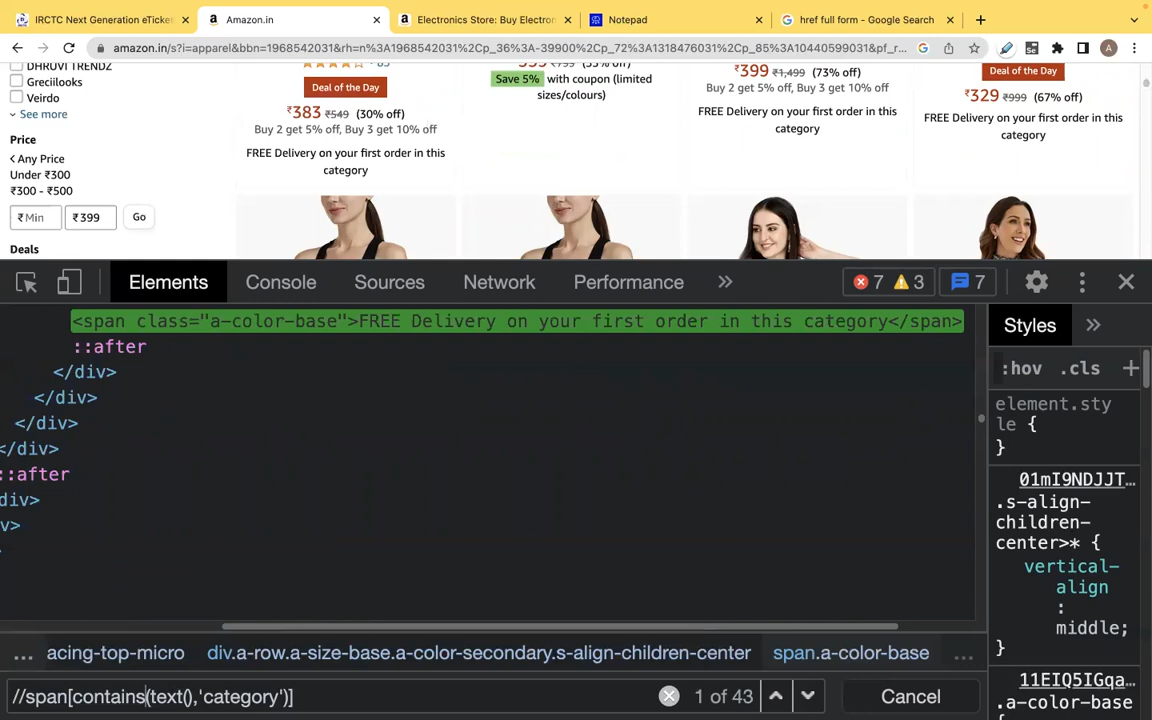 IRCTC Next Generation eTicket
Amazon.in
Electronics Store: Buy Electron
Notepad
href full form - Google Search
amazon.in/s?i=apparel&bbn=1968542031&rh=n%3A1968542031%2Cp_36%3A-39900%2Cp_72%3A1318476031%2Cp_85%3A10440599031&pf_r...
A
DHRUVI TRENDZ
Greciilooks
Veirdo
See more
Price
Any Price
Under ₹300
₹300 - ₹500
₹ Min
₹ 399
Go
Deals
Deal of the Day
₹383 ₹549 (30% off)
Buy 2 get 5% off, Buy 3 get 10% off
FREE Delivery on your first order in this
category
Save 5% with coupon (limited
sizes/colours)
₹399 ₹1,499 (73% off)
Buy 2 get 5% off, Buy 3 get 10% off
FREE Delivery on your first order in this
category
Deal of the Day
₹329 ₹999 (67% off)
FREE Delivery on your first order in this
category
Elements
Console
Sources
Network
Performance
»
7
3
7
<span class="a-color-base">FREE Delivery on your first order in this category</span>
::after
</div>
</div>
</div>
</div>
::after
div>
v>
Styles
»
:hov .cls +
element.sty
le {
}
01mI9NDJJT…
.s-align-
children-
center>* {
vertical-
align
:
middle;
}
11EIQ5IGqa…
.a-color-base
... acing-top-micro div.a-row.a-size-base.a-color-secondary.s-align-children-center span.a-color-base ...
//span[contains(text(),'category')]
1 of 43
Cancel